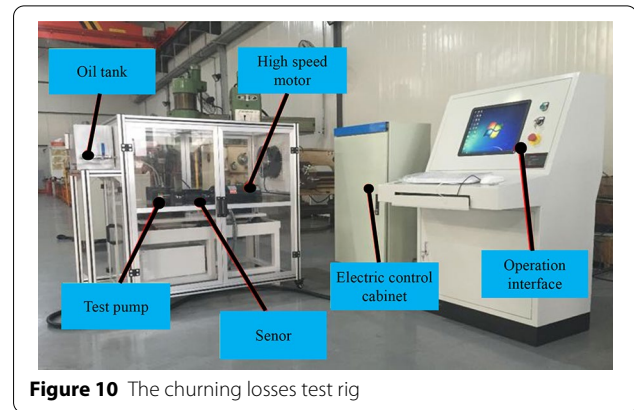 Oil tank
High speed
motor
Test pump
Senor
Electric control
cabinet
Operation
interface
Figure 10 The churning losses test rig